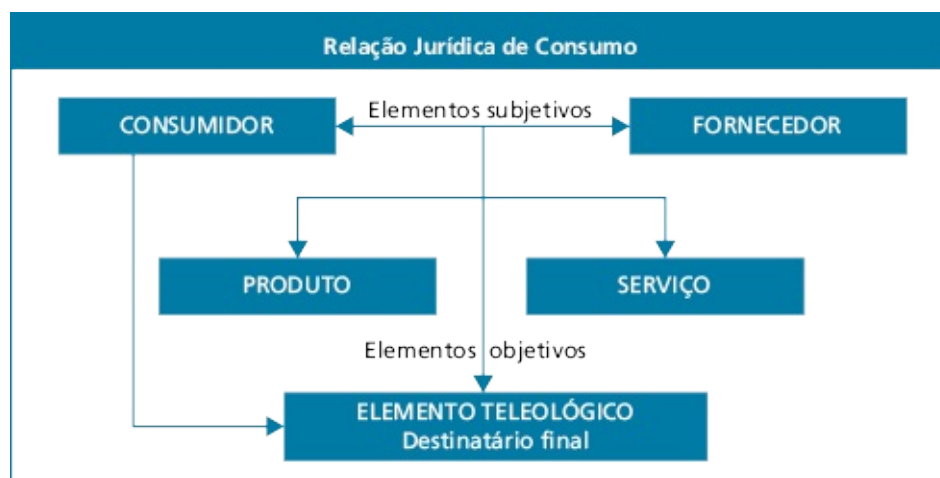 Relação Jurídica de Consumo
Elementos subjetivos
CONSUMIDOR
FORNECEDOR
PRODUTO
SERVIÇO
Elementos objetivos
ELEMENTO TELEOLÓGICO
Destinatário final